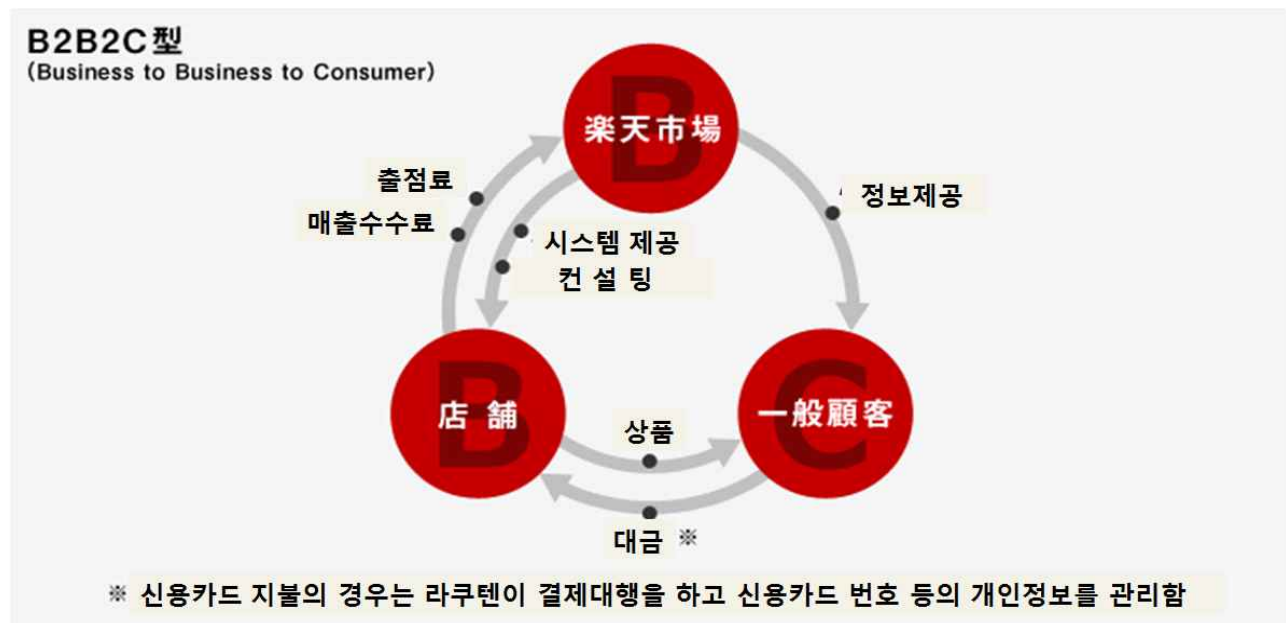 B2B2C型
(Business to Business to Consumer)
B
楽天市場
출점료
매출수수료
정보제공
시스템 제공
컨 설 팅
B
店舗
C
一般顧客
상품
대금 ※
※ 신용카드 지불의 경우는 라쿠텐이 결제대행을 하고 신용카드 번호 등의 개인정보를 관리함